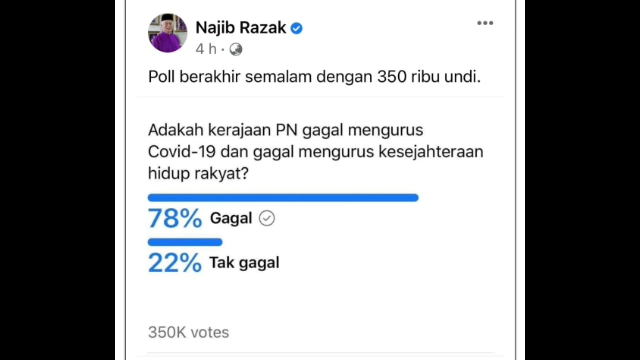 Najib Razak
4 h ·
Poll berakhir semalam dengan 350 ribu undi.
Adakah kerajaan PN gagal mengurus
Covid-19 dan gagal mengurus kesejahteraan
hidup rakyat?
78% Gagal
22% Tak gagal
350K votes